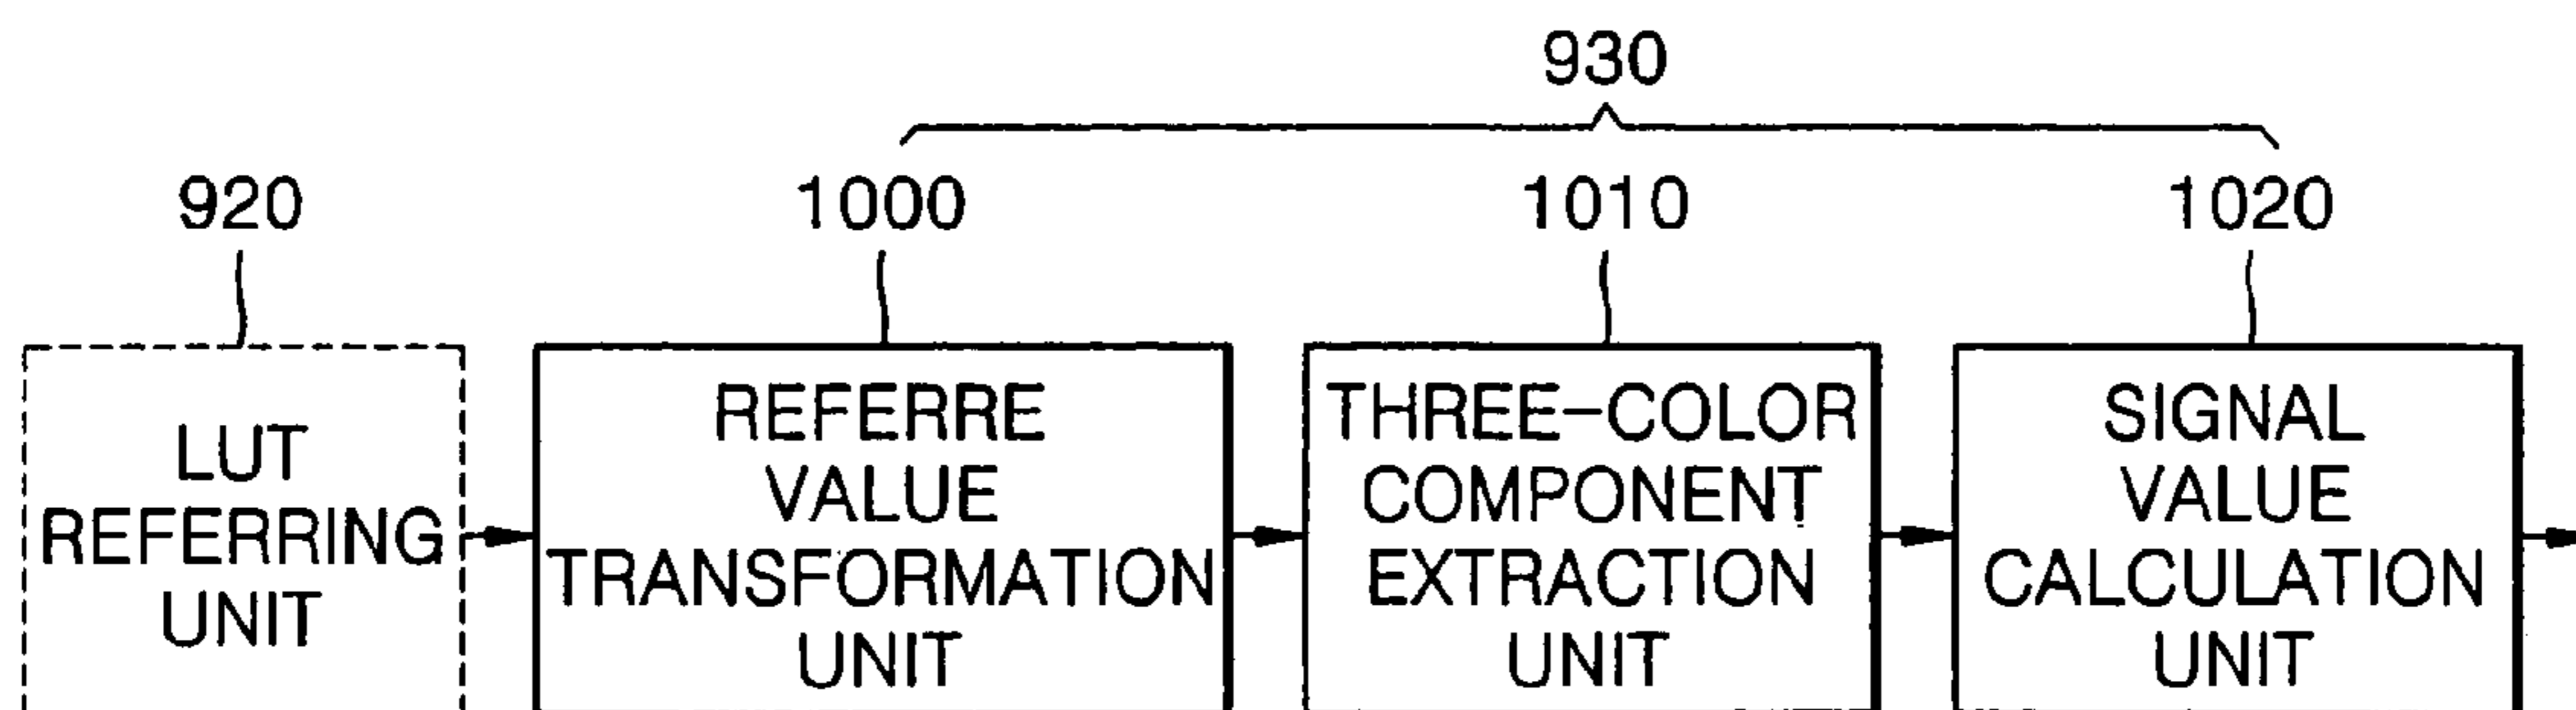 930
920
1000
1010
1020
LUT
REFERRING
UNIT
REFERRE
VALUE
TRANSFORMATION
UNIT
THREE-COLOR
COMPONENT
EXTRACTION
UNIT
SIGNAL
VALUE
CALCULATION
UNIT